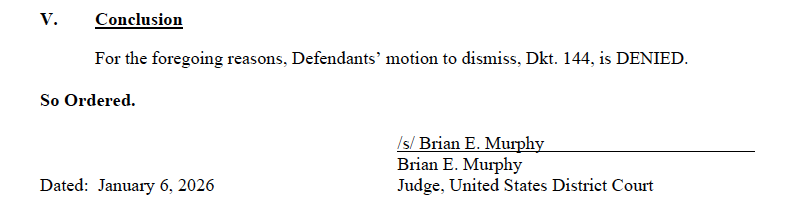 V. Conclusion
For the foregoing reasons, Defendants' motion to dismiss, Dkt. 144, is DENIED.
So Ordered.
/s/ Brian E. Murphy
Brian E. Murphy
Dated: January 6, 2026 Judge, United States District Court